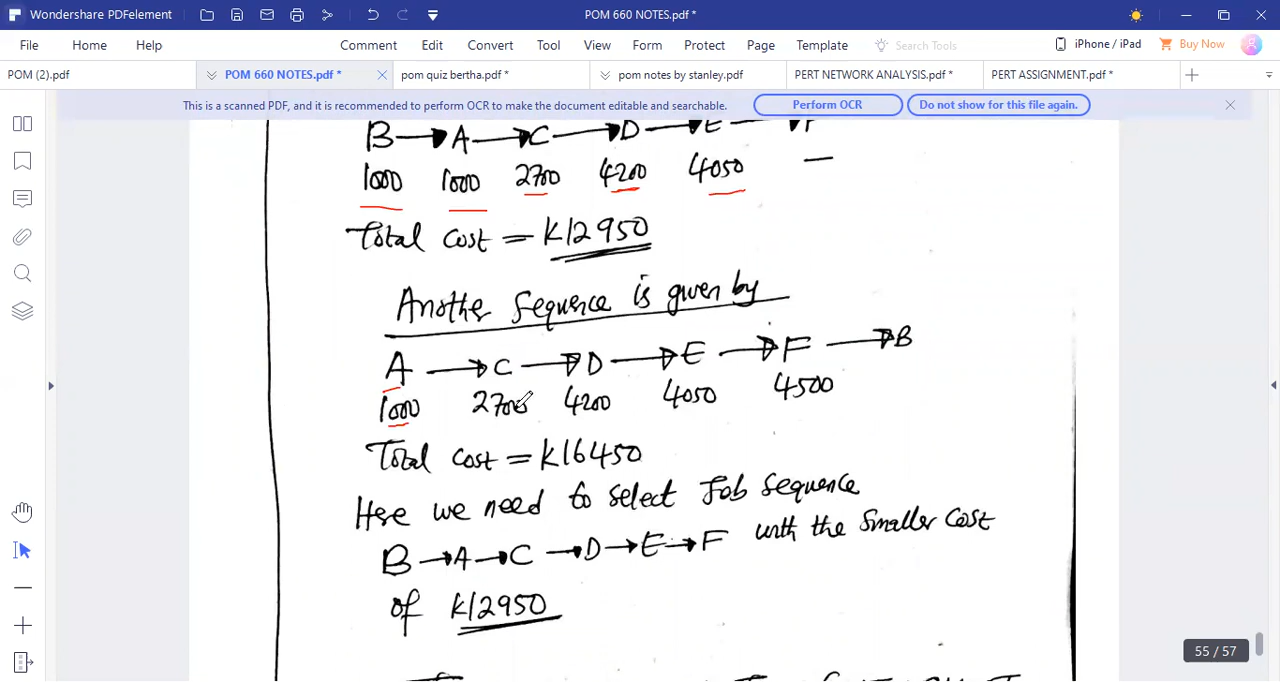 Wondershare PDFelement
POM 660 NOTES.pdf *
File Home Help Comment Edit Convert Tool View Form Protect Page Template Search Tools iPhone / iPad Buy Now
POM (2).pdf POM 660 NOTES.pdf * pom quiz bertha.pdf * pom notes by stanley.pdf PERT NETWORK ANALYSIS.pdf * PERT ASSIGNMENT.pdf *
This is a scanned PDF, and it is recommended to perform OCR to make the document editable and searchable. Perform OCR Do not show for this file again.
B → A → C → D → E → F
1000 1000 2700 4200 4050 —
Total Cost = K12950
Another Sequence is given by
A → C → D → E → F → B
1000 2700 4200 4050 4500
Total Cost = K16450
Here we need to select Job Sequence
B → A → C → D → E → F with the Smaller Cost
of K12950
55 / 57